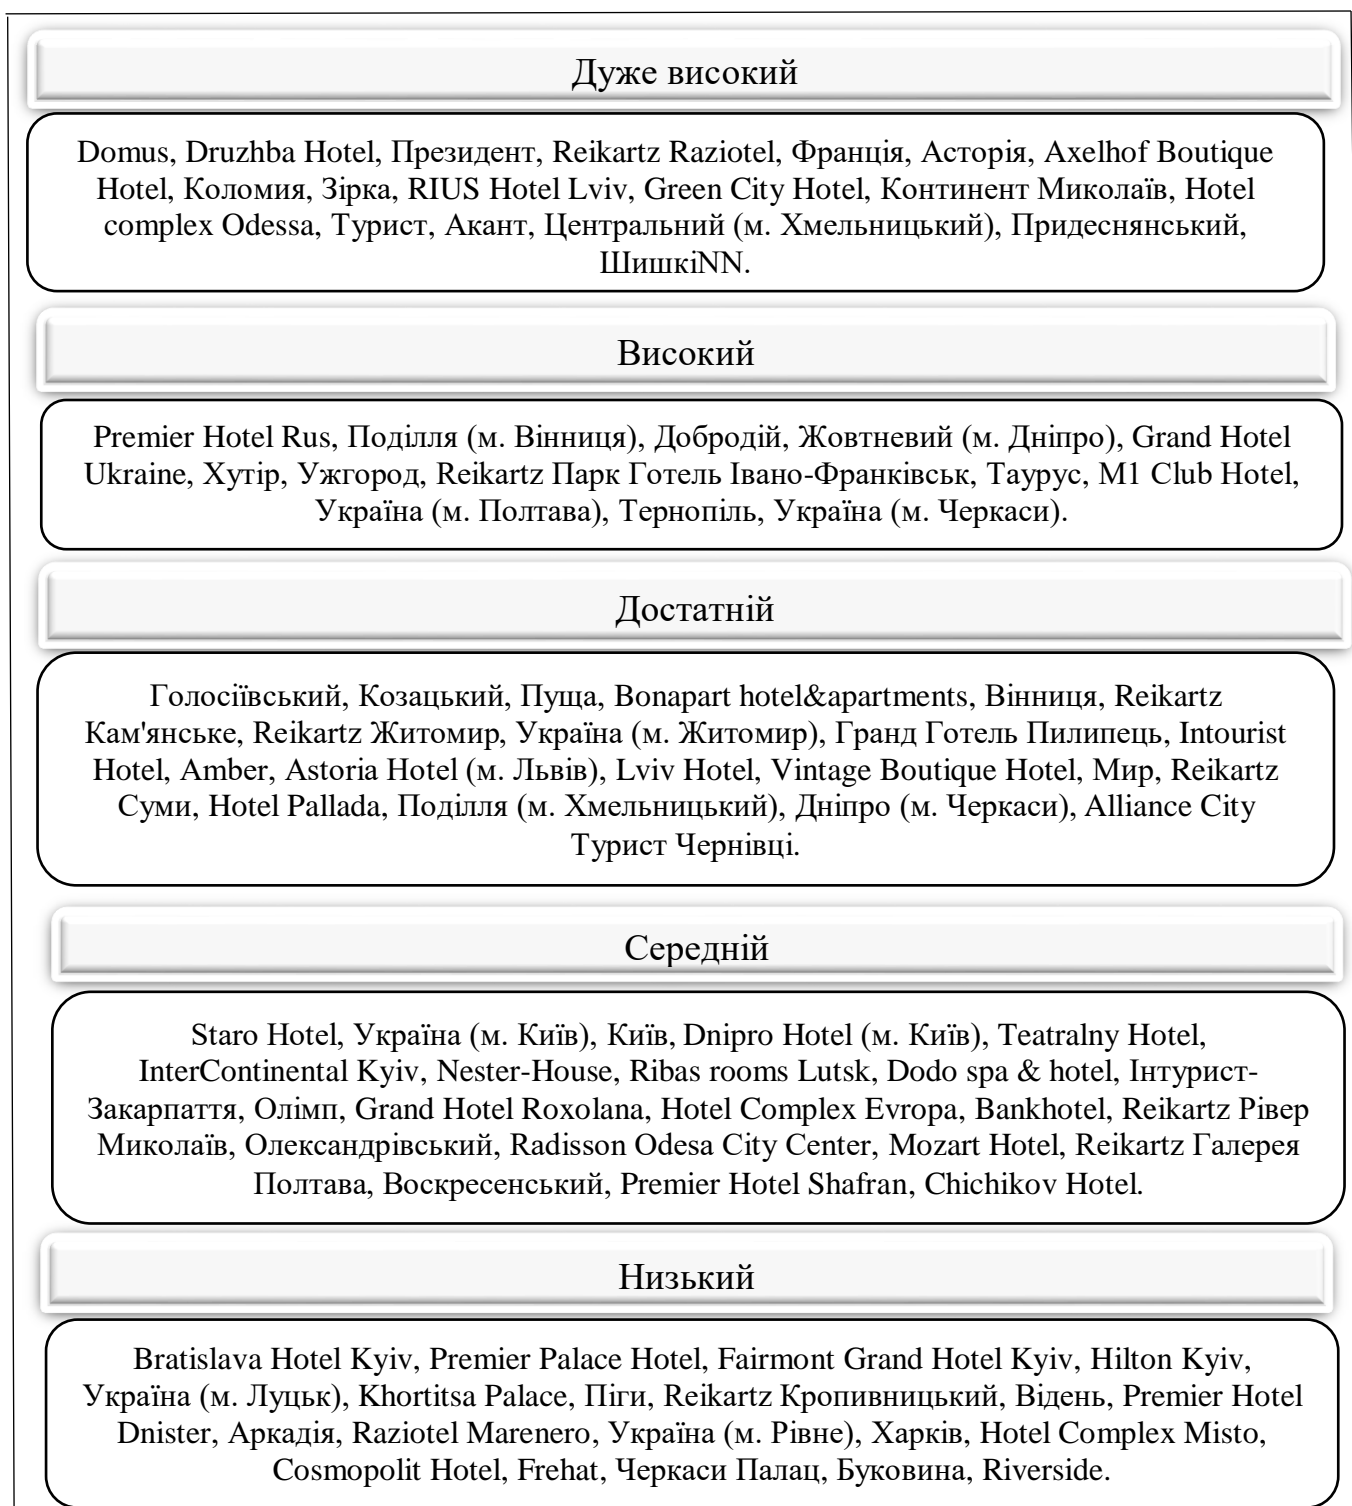 Дуже високий
Domus, Druzhba Hotel, Президент, Reikartz Raziotel, Франція, Асторія, Axelhof Boutique
Hotel, Коломия, Зірка, RIUS Hotel Lviv, Green City Hotel, Континент Миколаїв, Hotel
complex Odessa, Турист, Акант, Центральний (м. Хмельницький), Придеснянський,
ШишкіNN.
Високий
Premier Hotel Rus, Поділля (м. Вінниця), Добродій, Жовтневий (м. Дніпро), Grand Hotel
Ukraine, Хутір, Ужгород, Reikartz Парк Готель Івано-Франківськ, Таурус, M1 Club Hotel,
Україна (м. Полтава), Тернопіль, Україна (м. Черкаси).
Достатній
Голосіївський, Козацький, Пуща, Bonapart hotel&apartments, Вінниця, Reikartz
Кам'янське, Reikartz Житомир, Україна (м. Житомир), Гранд Готель Пилипець, Intourist
Hotel, Amber, Astoria Hotel (м. Львів), Lviv Hotel, Vintage Boutique Hotel, Мир, Reikartz
Суми, Hotel Pallada, Поділля (м. Хмельницький), Дніпро (м. Черкаси), Alliance City
Турист Чернівці.
Середній
Staro Hotel, Україна (м. Київ), Київ, Dnipro Hotel (м. Київ), Teatralny Hotel,
InterContinental Kyiv, Nester-House, Ribas rooms Lutsk, Dodo spa & hotel, Інтурист-
Закарпаття, Олімп, Grand Hotel Roxolana, Hotel Complex Evropa, Bankhotel, Reikartz Рівер
Миколаїв, Олександрівський, Radisson Odesa City Center, Mozart Hotel, Reikartz Галерея
Полтава, Воскресенський, Premier Hotel Shafran, Chichikov Hotel.
Низький
Bratislava Hotel Kyiv, Premier Palace Hotel, Fairmont Grand Hotel Kyiv, Hilton Kyiv,
Україна (м. Луцьк), Khortitsa Palace, Піги, Reikartz Кропивницький, Відень, Premier Hotel
Dnister, Аркадія, Raziotel Marenero, Україна (м. Рівне), Харків, Hotel Complex Misto,
Cosmopolit Hotel, Frehat, Черкаси Палац, Буковина, Riverside.